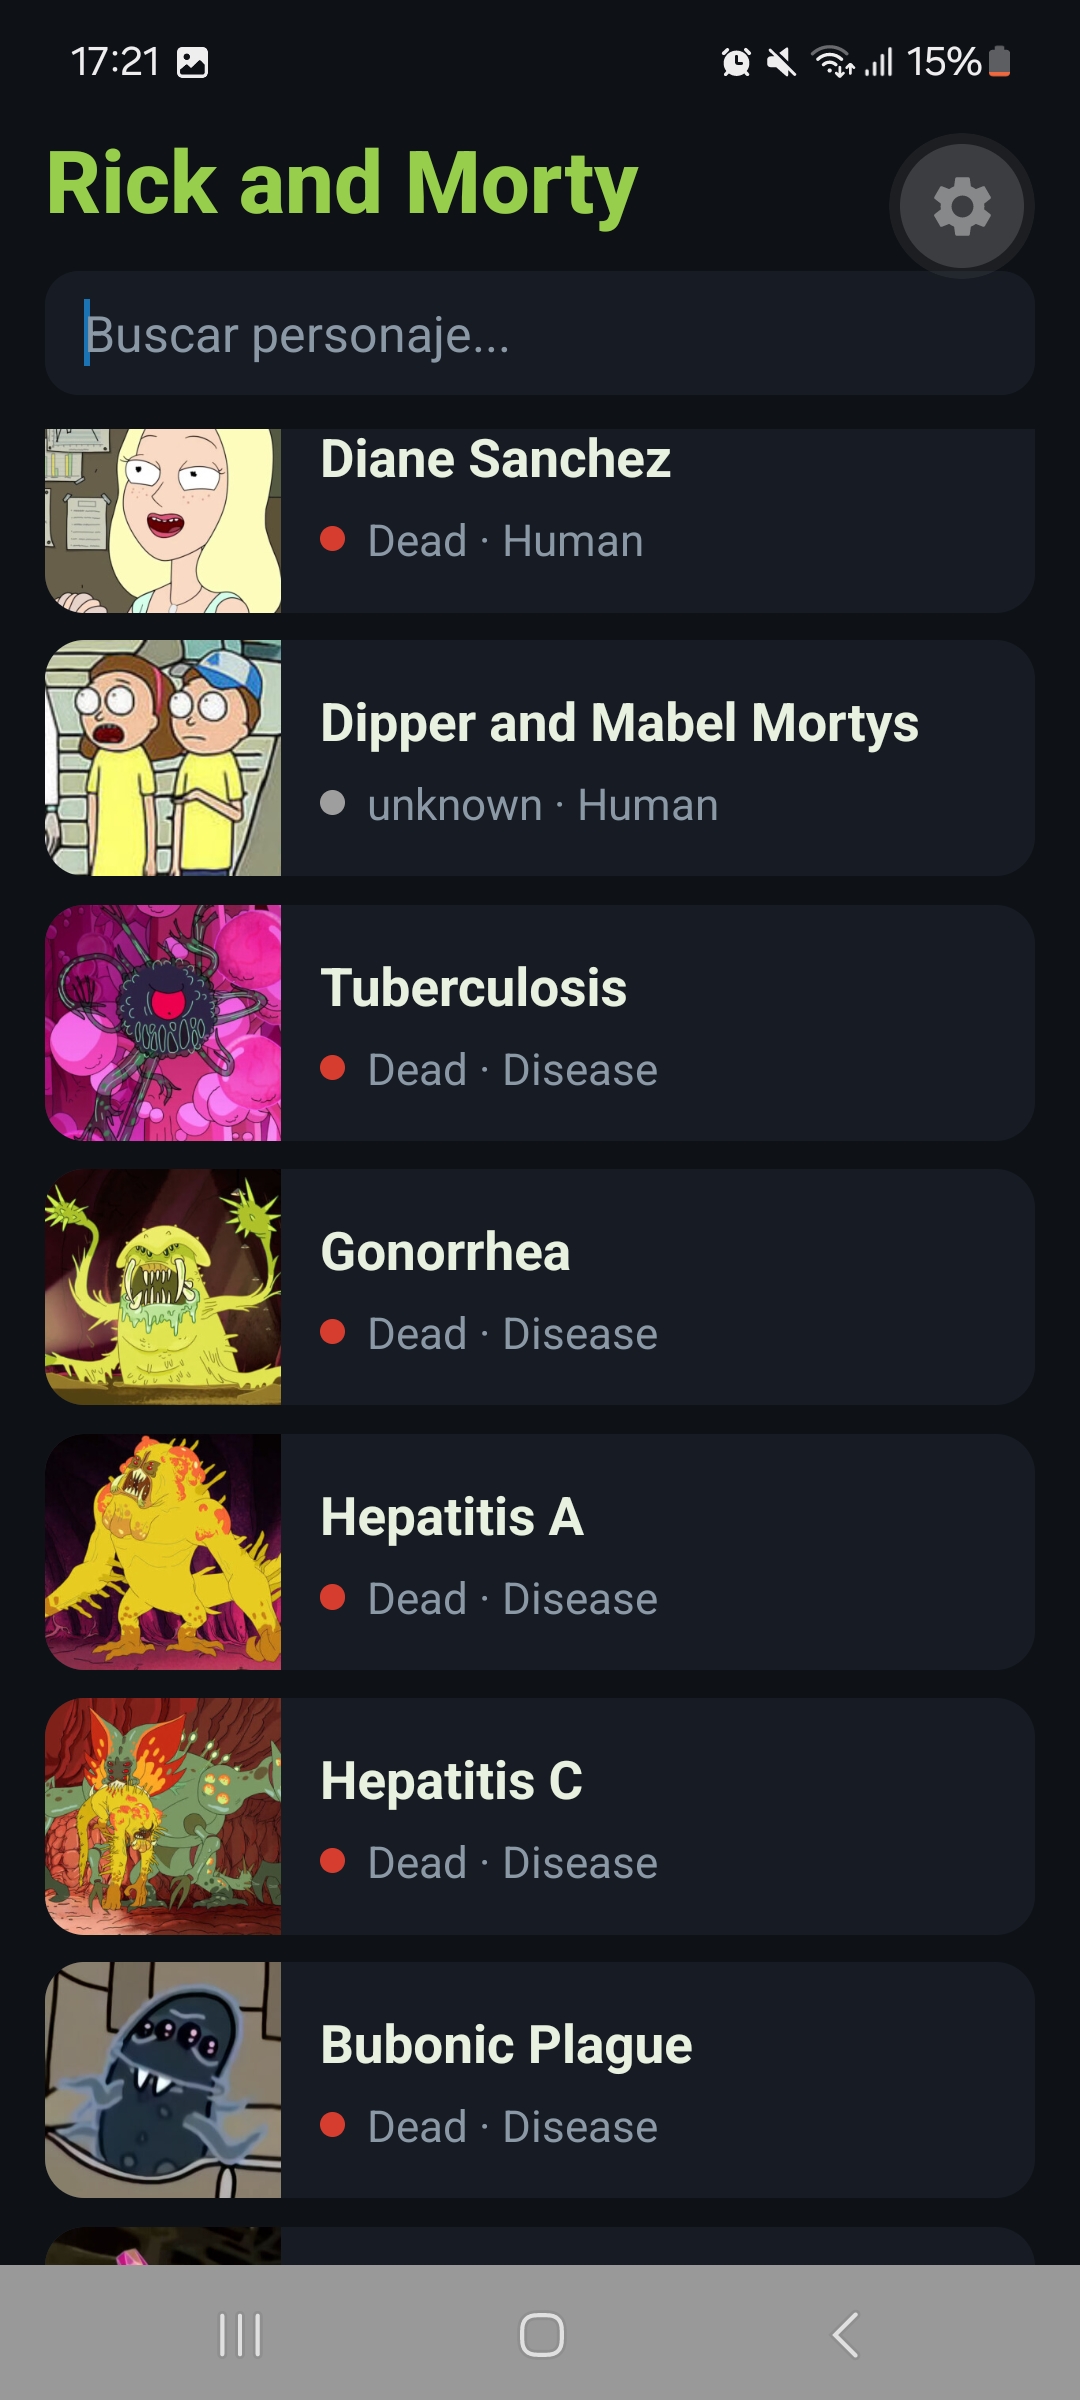 17:21 15%
Rick and Morty
Buscar personaje...
Diane Sanchez
Dead · Human
Dipper and Mabel Mortys
unknown · Human
Tuberculosis
Dead · Disease
Gonorrhea
Dead · Disease
Hepatitis A
Dead · Disease
Hepatitis C
Dead · Disease
Bubonic Plague
Dead · Disease